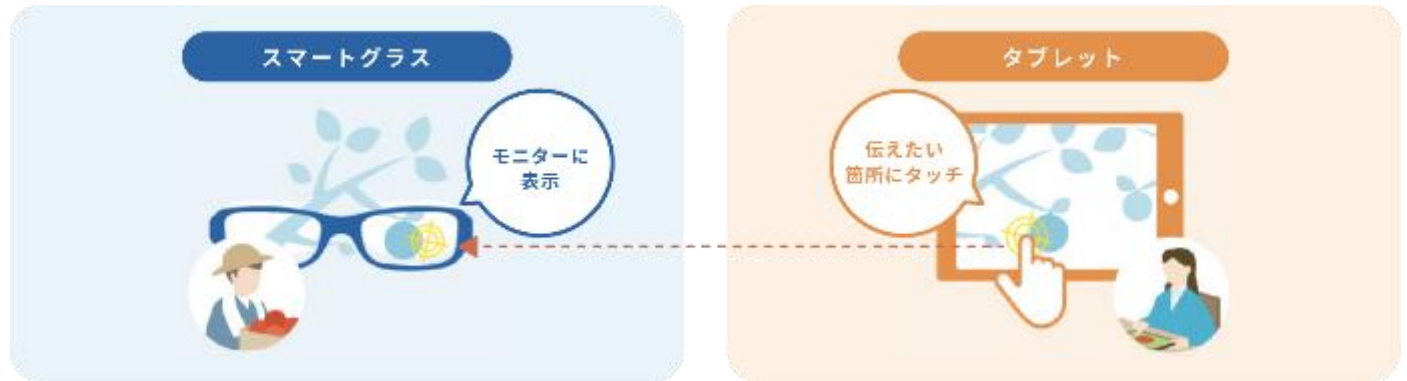 スマートグラス
モニターに
表示
タブレット
伝えたい
箇所にタッチ